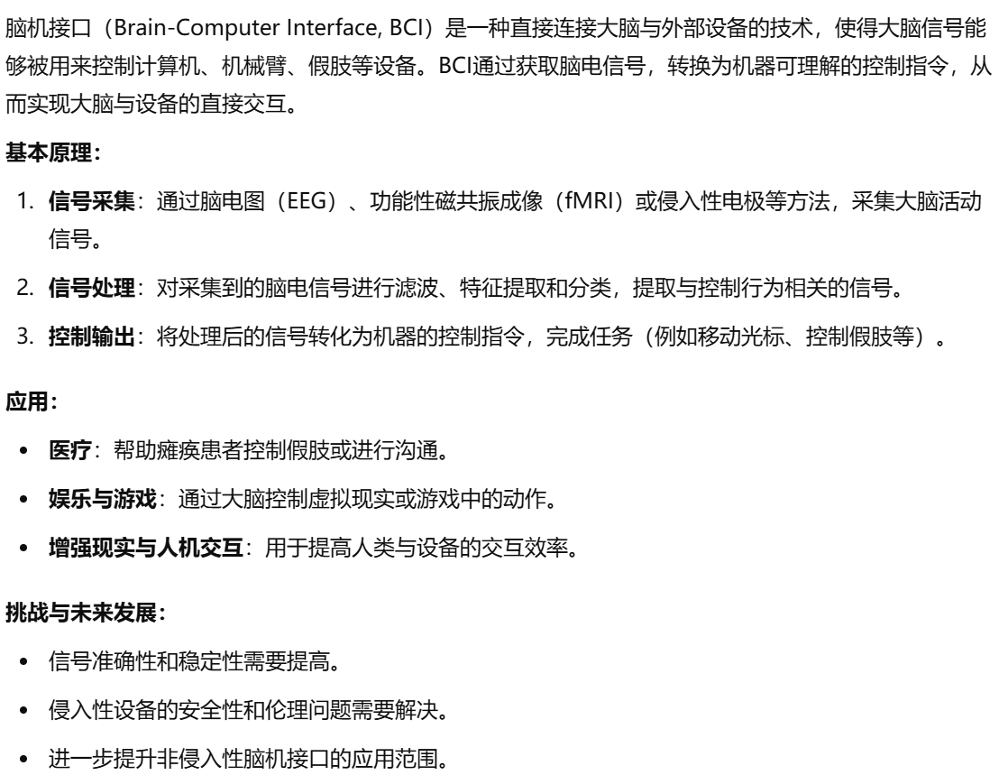 脑机接口（Brain-Computer Interface, BCI）是一种直接连接大脑与外部设备的技术，使得大脑信号能
够被用来控制计算机、机械臂、假肢等设备。BCI通过获取脑电信号，转换为机器可理解的控制指令，从
而实现大脑与设备的直接交互。
基本原理：
1. 信号采集：通过脑电图（EEG）、功能性磁共振成像（fMRI）或侵入性电极等方法，采集大脑活动
信号。
2. 信号处理：对采集到的脑电信号进行滤波、特征提取和分类，提取与控制行为相关的信号。
3. 控制输出：将处理后的信号转化为机器的控制指令，完成任务（例如移动光标、控制假肢等）。
应用：
• 医疗：帮助瘫痪患者控制假肢或进行沟通。
• 娱乐与游戏：通过大脑控制虚拟现实或游戏中的动作。
• 增强现实与人机交互：用于提高人类与设备的交互效率。
挑战与未来发展：
• 信号准确性和稳定性需要提高。
• 侵入性设备的安全性和伦理问题需要解决。
• 进一步提升非侵入性脑机接口的应用范围。